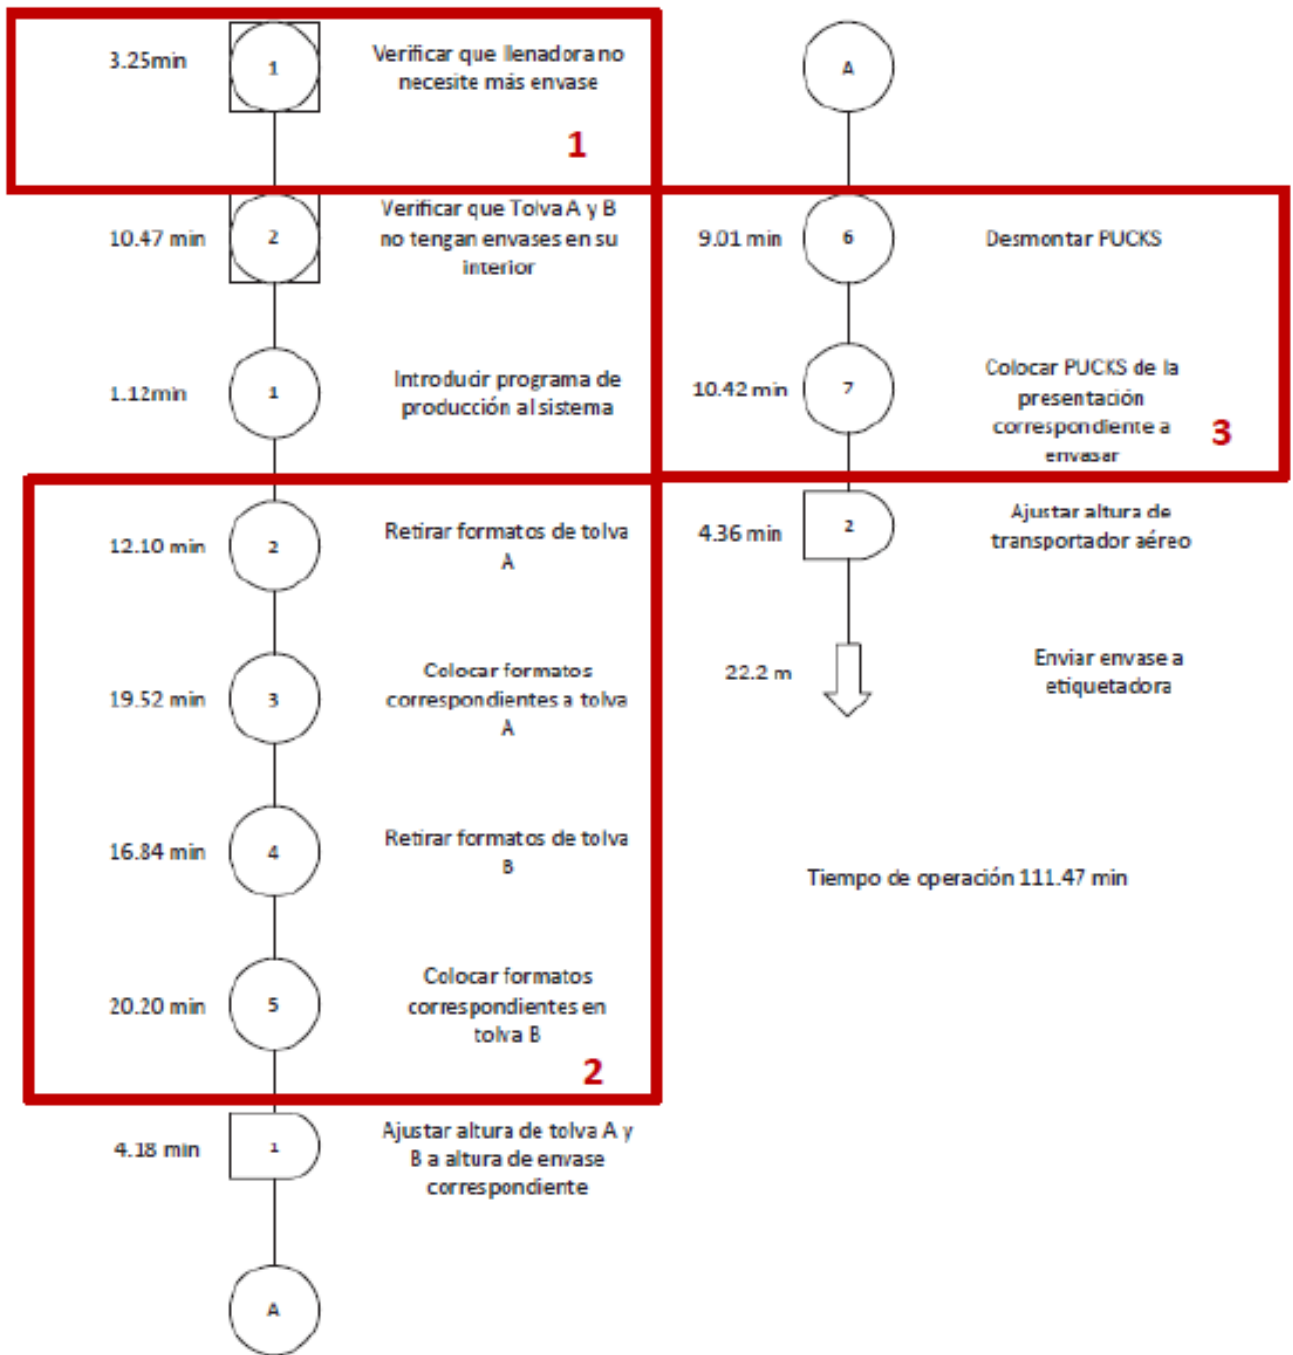 3.25min
1
Verificar que llenadora no
necesite más envase
1
10.47 min
2
Verificar que Tolva A y B
no tengan envases en su
interior
1.12min
1
Introducir programa de
producción al sistema
12.10 min
2
Retirar formatos de tolva
A
19.52 min
3
Colocar formatos
correspondientes a tolva
A
16.84 min
4
Retirar formatos de tolva
B
20.20 min
5
Colocar formatos
correspondientes en
tolva B
2
4.18 min
1
Ajustar altura de tolva A y
B a altura de envase
correspondiente
A
A
9.01 min
6
Desmontar PUCKS
10.42 min
7
Colocar PUCKS de la
presentación
correspondiente a
envasar
3
4.36 min
2
Ajustar altura de
transportador aéreo
22.2 m
Enviar envase a
etiquetadora
Tiempo de operación 111.47 min